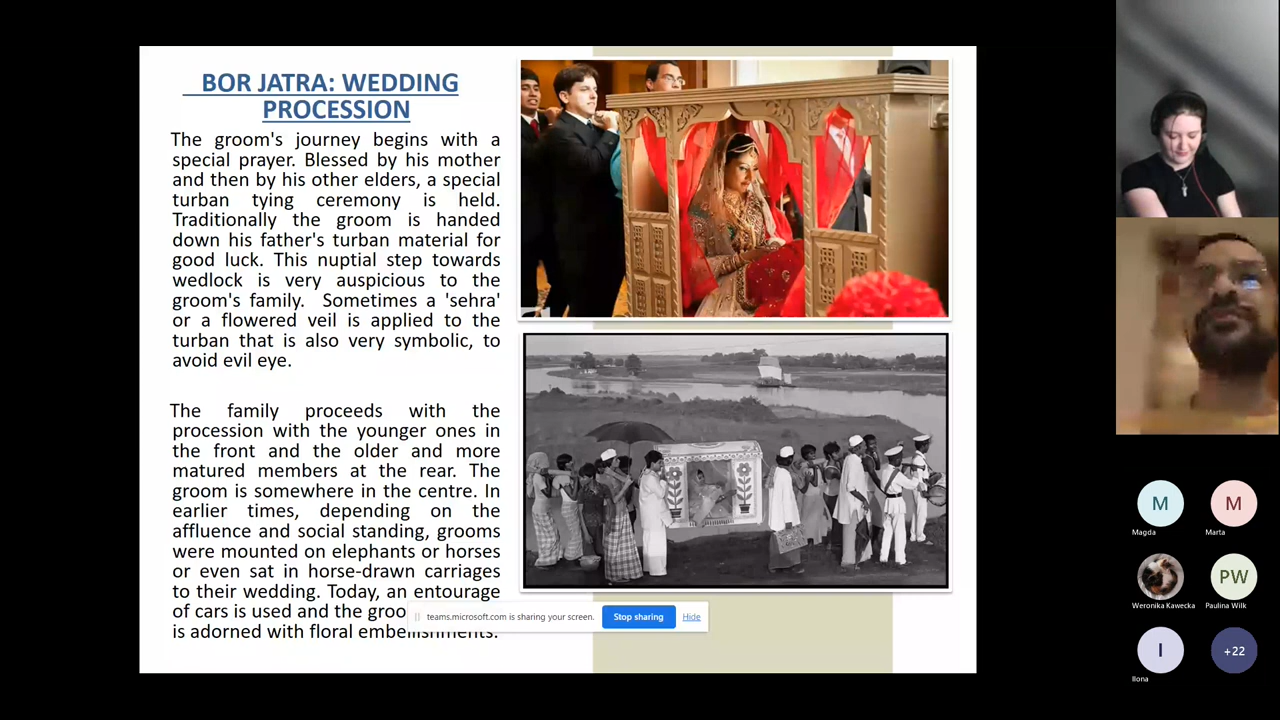 BOR JATRA: WEDDING
PROCESSION
The groom's journey begins with a
special prayer. Blessed by his mother
and then by his other elders, a special
turban tying ceremony is held.
Traditionally the groom is handed
down his father's turban material for
good luck. This nuptial step towards
wedlock is very auspicious to the
groom's family. Sometimes a 'sehra'
or a flowered veil is applied to the
turban that is also very symbolic, to
avoid evil eye.
The family proceeds with the
procession with the younger ones in
the front and the older and more
matured members at the rear. The
groom is somewhere in the centre. In
earlier times, depending on the
affluence and social standing, grooms
were mounted on elephants or horses
or even sat in horse-drawn carriages
to their wedding. Today, an entourage
of cars is used and the
is adorned with floral embellishments.
teams.microsoft.com is sharing your screen.
Stop sharing
Hide
M
Magda
M
Marta
Weronika Kawecka
PW
Paulina Wilk
I
Ilona
+22